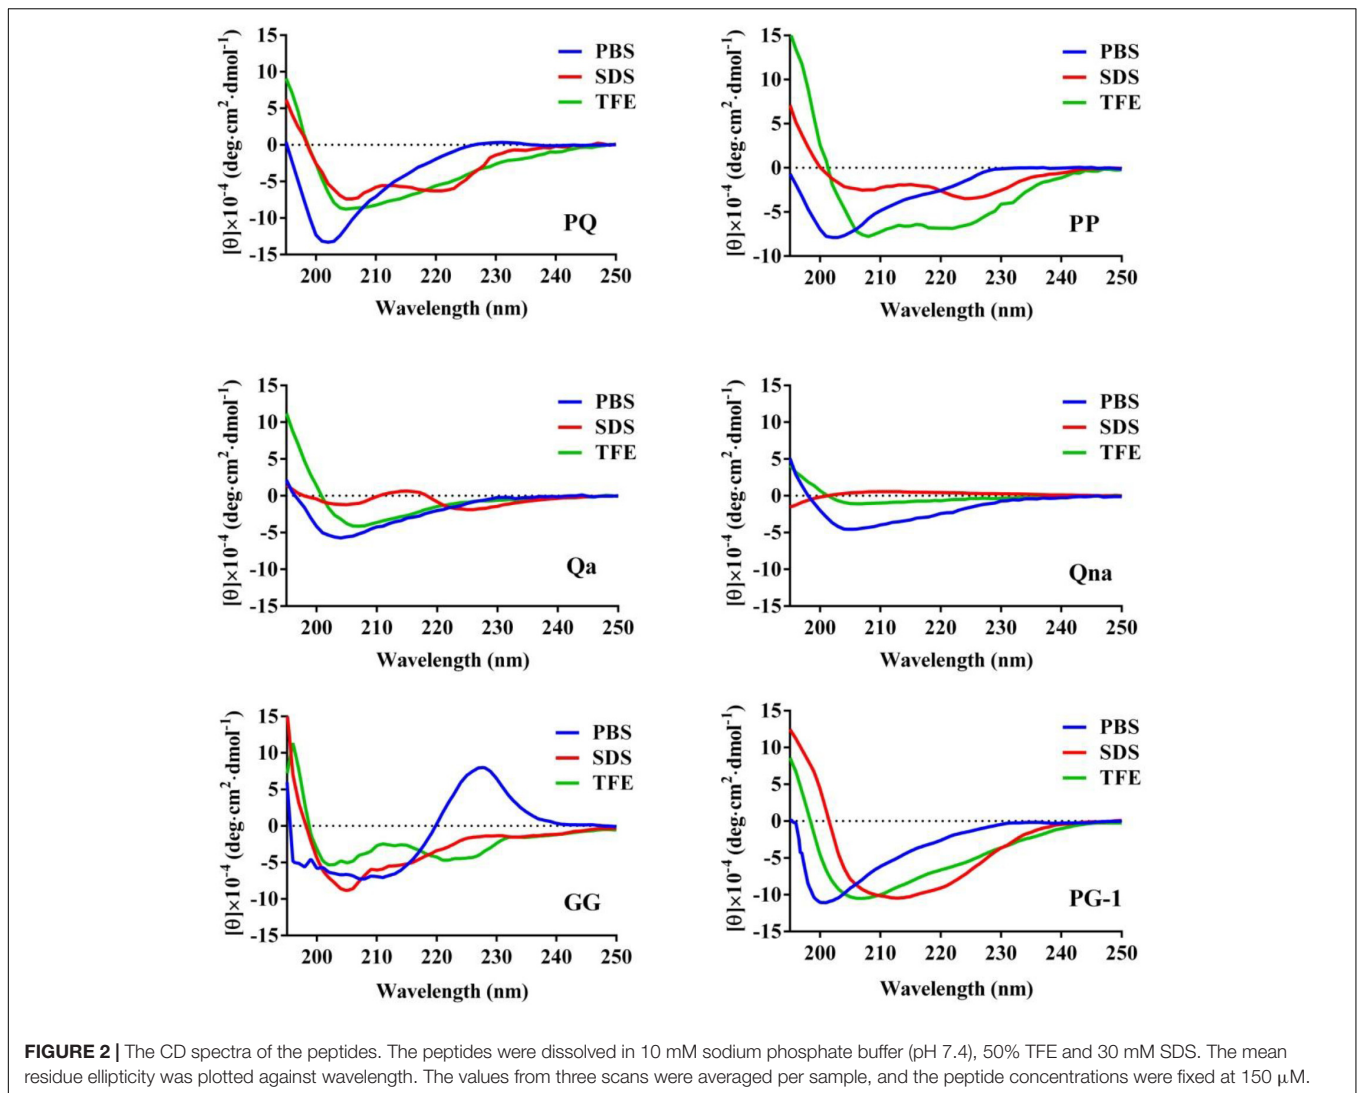 [θ]×10⁻⁴ (deg·cm²·dmol⁻¹)
15
10
5
0
-5
-10
-15
PBS
SDS
TFE
PQ
200 210 220 230 240 250
Wavelength (nm)
[θ]×10⁻⁴ (deg·cm²·dmol⁻¹)
15
10
5
0
-5
-10
PBS
SDS
TFE
PP
200 210 220 230 240 250
Wavelength (nm)
[θ]×10⁻⁴ (deg·cm²·dmol⁻¹)
15
10
5
0
-5
-10
-15
PBS
SDS
TFE
Qa
200 210 220 230 240 250
Wavelength (nm)
[θ]×10⁻⁴ (deg·cm²·dmol⁻¹)
15
10
5
0
-5
-10
-15
PBS
SDS
TFE
Qna
200 210 220 230 240 250
Wavelength (nm)
[θ]×10⁻⁴ (deg·cm²·dmol⁻¹)
15
10
5
0
-5
-10
-15
PBS
SDS
TFE
GG
200 210 220 230 240 250
Wavelength (nm)
[θ]×10⁻⁴ (deg·cm²·dmol⁻¹)
15
10
5
0
-5
-10
-15
PBS
SDS
TFE
PG-1
200 210 220 230 240 250
Wavelength (nm)
FIGURE 2 | The CD spectra of the peptides. The peptides were dissolved in 10 mM sodium phosphate buffer (pH 7.4), 50% TFE and 30 mM SDS. The mean
residue ellipticity was plotted against wavelength. The values from three scans were averaged per sample, and the peptide concentrations were fixed at 150 μM.